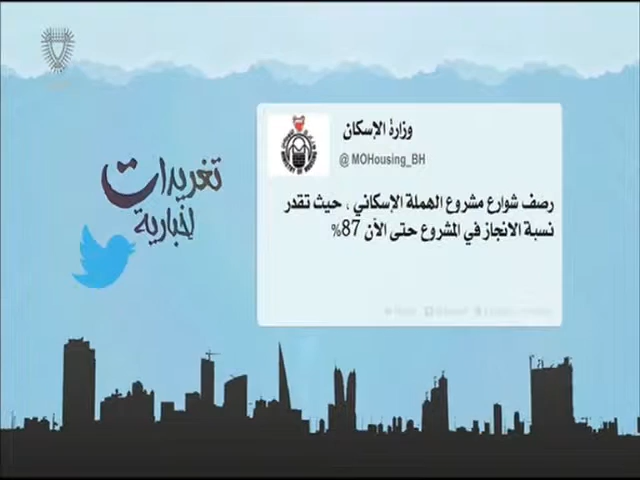 تغريدات
إخبارية
وزارة الإسكان
@ MOHousing_BH
رصف شوارع مشروع الهملة الإسكاني ، حيث تقدر
نسبة الانجاز في المشروع حتى الآن 87%